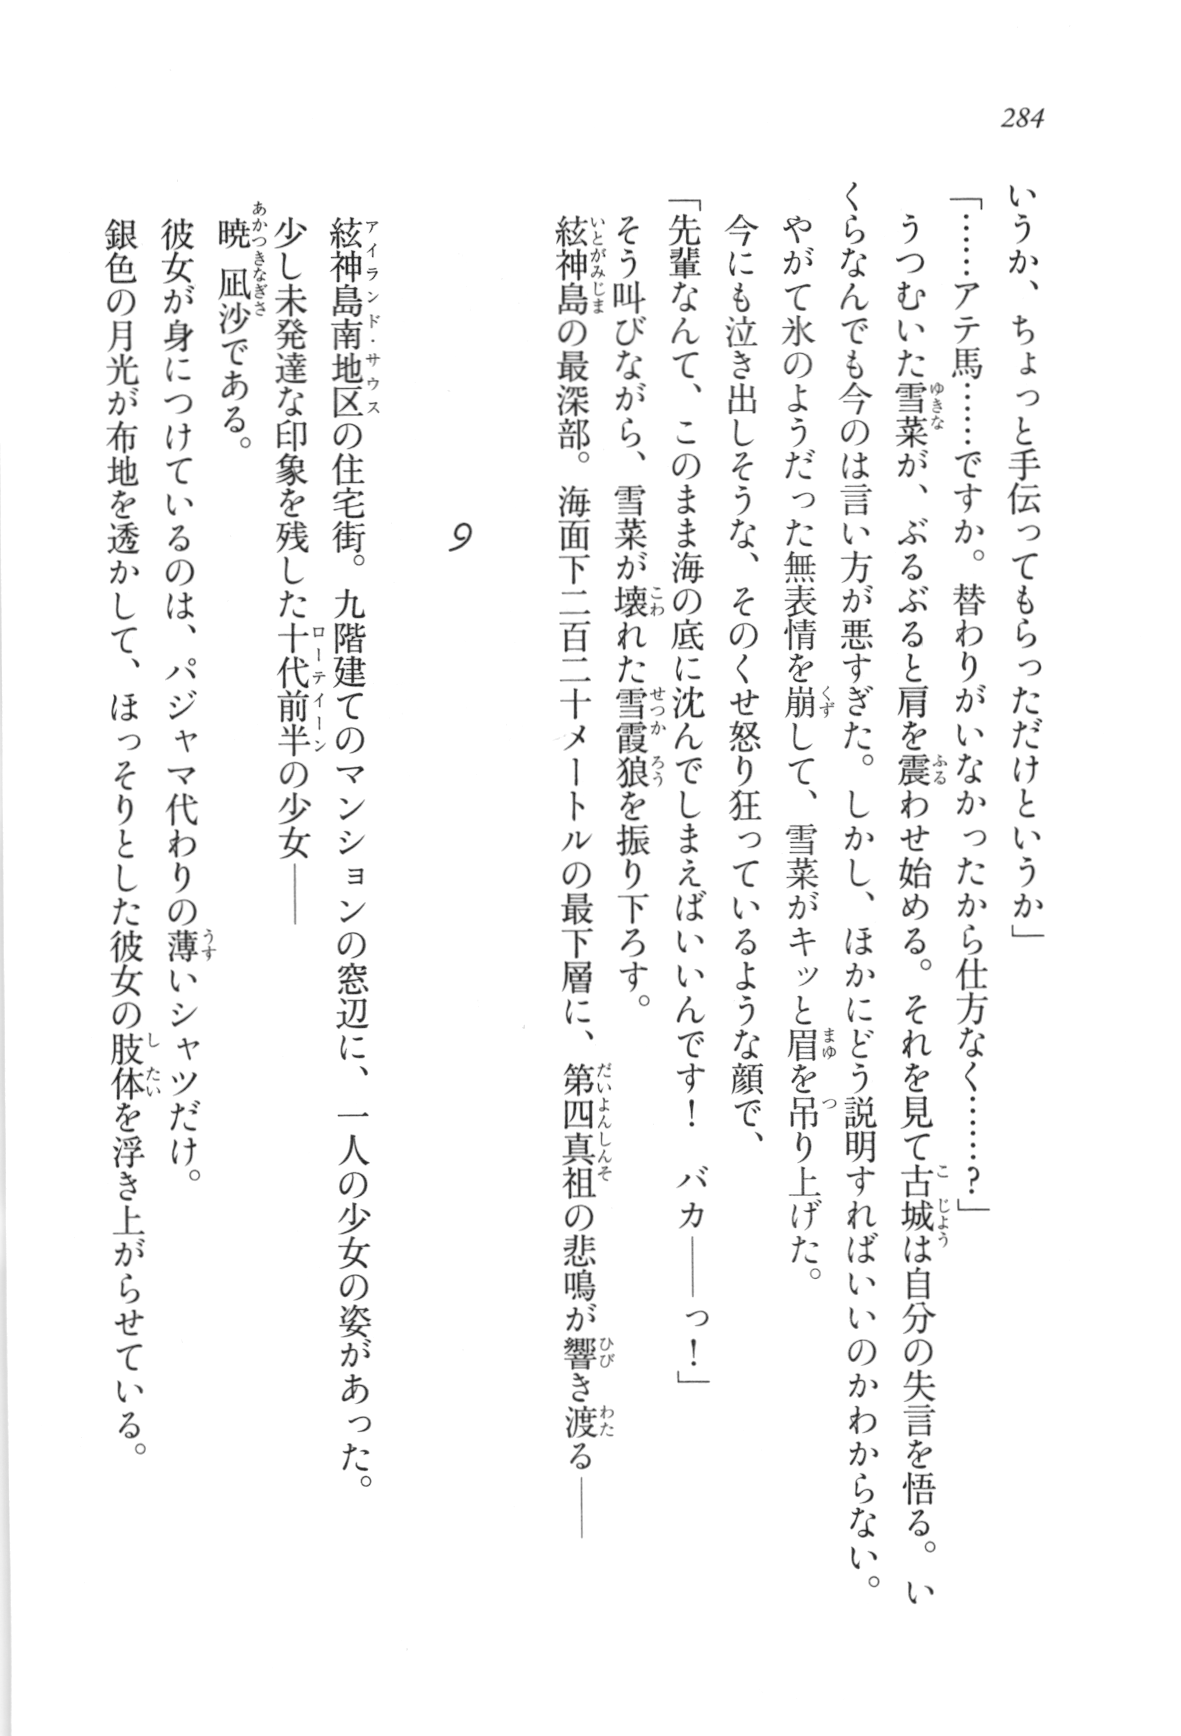 284
いうか、ちょっと手伝ってもらっただけというか」
「……アテ馬……ですか。替わりがいなかったから仕方なく……?」
うつむいた雪菜が、ぶるぶると肩を震わせ始める。それを見て古城は自分の失言を悟る。い
くらなんでも今のは言い方が悪すぎた。しかし、ほかにどう説明すればいいのかわからない。
やがて氷のようだった無表情を崩して、雪菜がキッと眉を吊り上げた。
今にも泣き出しそうな、そのくせ怒り狂っているような顔で、
「先輩なんて、このまま海の底に沈んでしまえばいいんです! バカ――っ!」
そう叫びながら、雪菜が壊れた雪霞狼を振り下ろす。
絃神島の最深部。海面下二百二十メートルの最下層に、第四真祖の悲鳴が響き渡る――
9
絃神島南地区の住宅街。九階建てのマンションの窓辺に、一人の少女の姿があった。
少し未発達な印象を残した十代前半の少女――
暁 凪沙である。
彼女が身につけているのは、パジャマ代わりの薄いシャツだけ。
銀色の月光が布地を透かして、ほっそりとした彼女の肢体を浮き上がらせている。